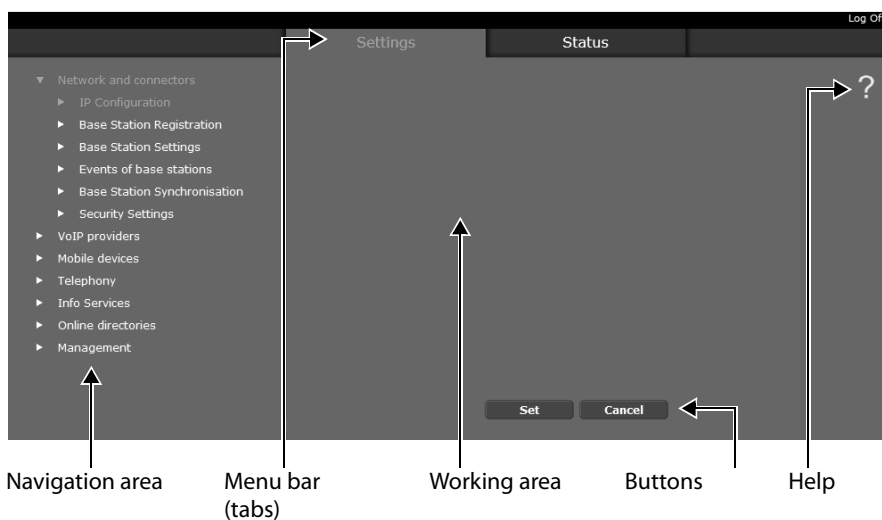 Log Of
Settings
Status
▼ Network and connectors
► IP Configuration
► Base Station Registration
► Base Station Settings
► Events of base stations
► Base Station Synchronisation
► Security Settings
► VoIP providers
► Mobile devices
► Telephony
► Info Services
► Online directories
► Management
?
Set
Cancel
Navigation area
Menu bar
(tabs)
Working area
Buttons
Help